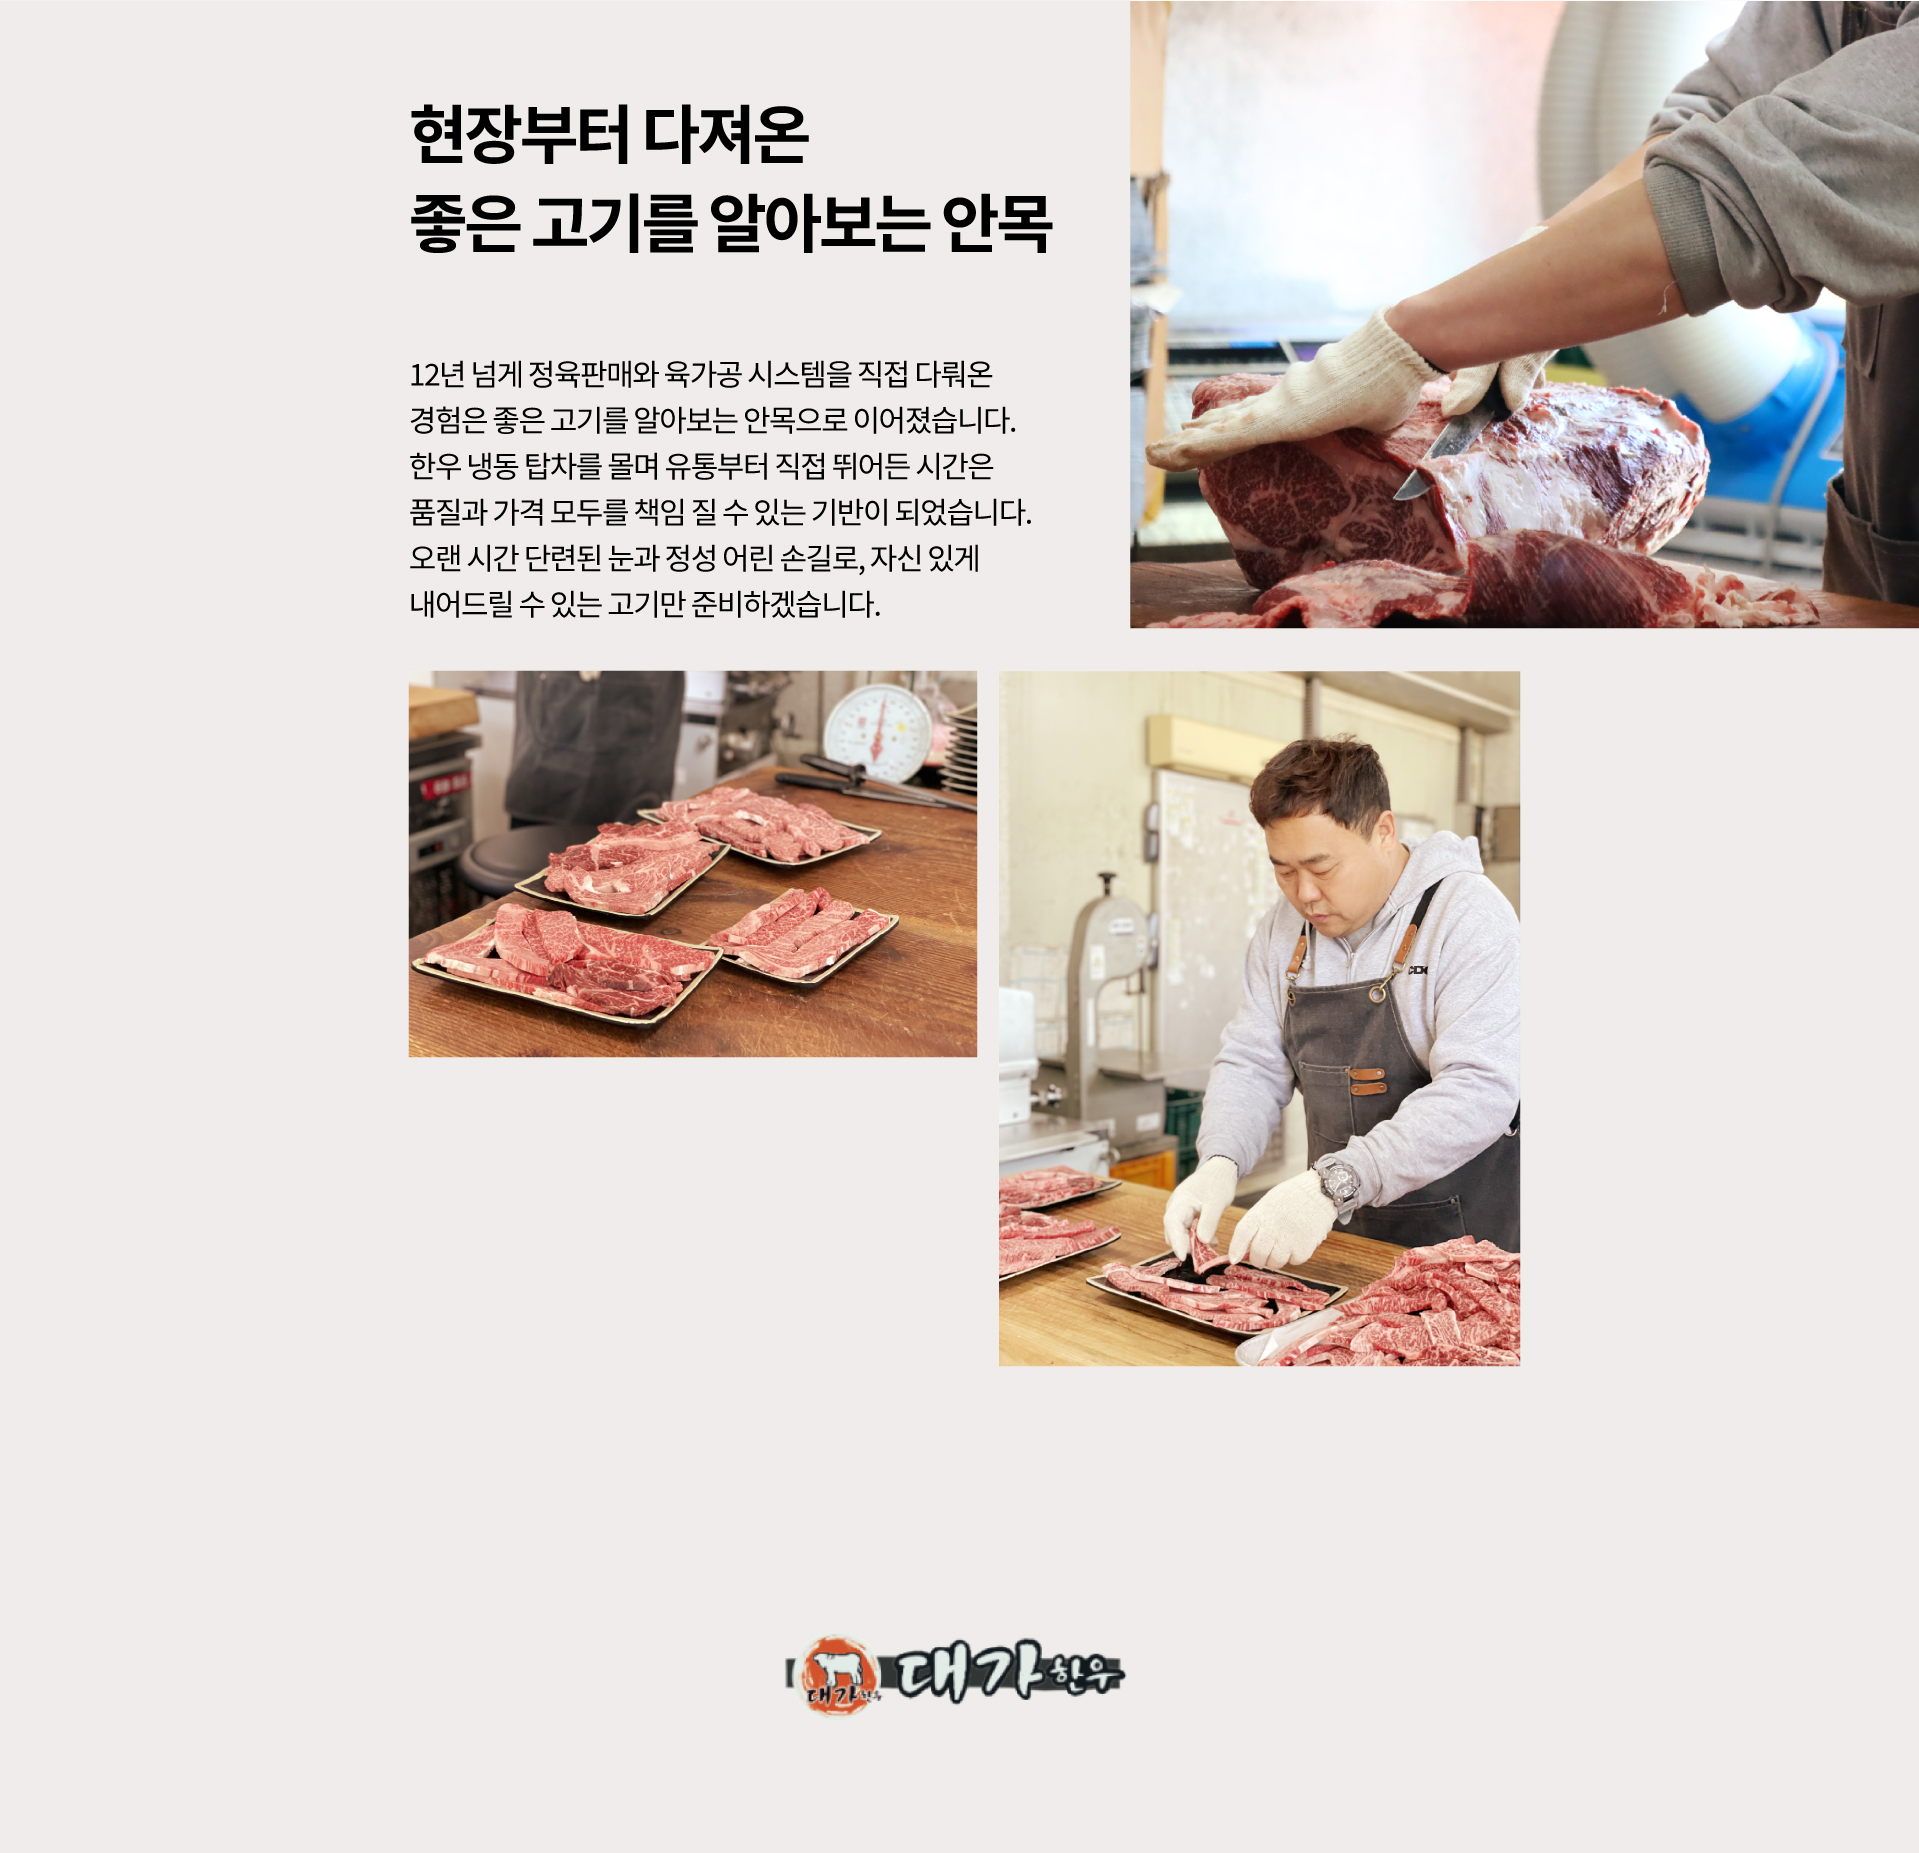 현장부터 다져온
좋은 고기를 알아보는 안목
12년 넘게 정육판매와 육가공 시스템을 직접 다뤄온
경험은 좋은 고기를 알아보는 안목으로 이어졌습니다.
한우 냉동 탑차를 몰며 유통부터 직접 뛰어든 시간은
품질과 가격 모두를 책임 질 수 있는 기반이 되었습니다.
오랜 시간 단련된 눈과 정성 어린 손길로, 자신 있게
내어드릴 수 있는 고기만 준비하겠습니다.
대가한우
대가한우